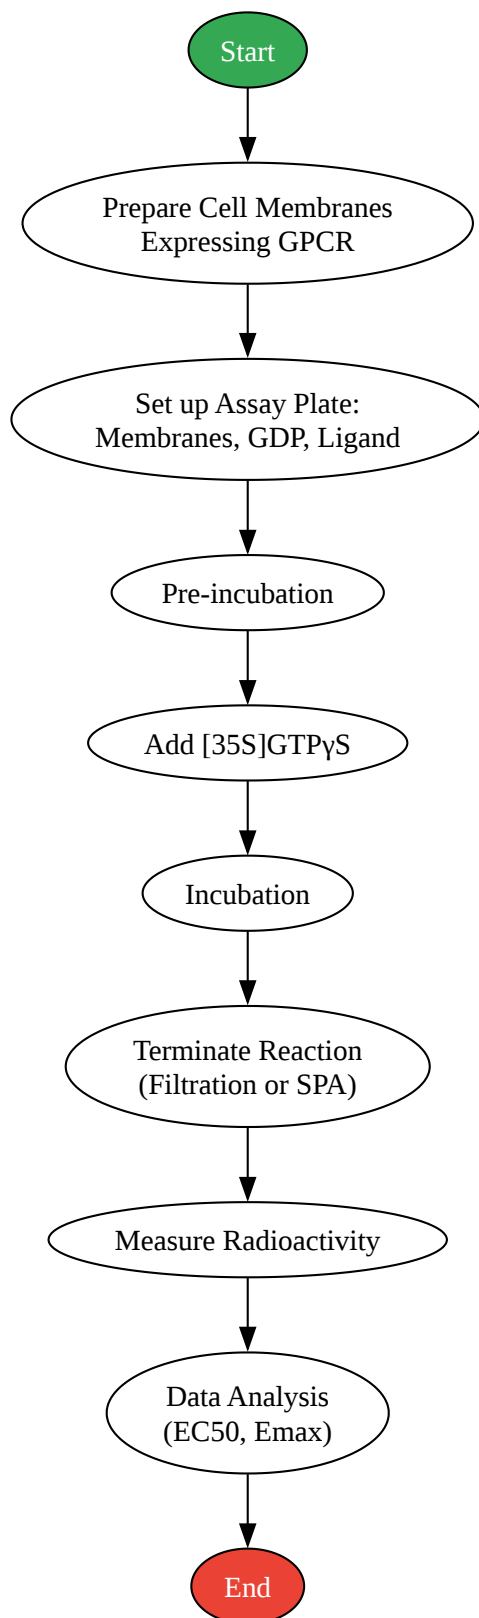 Start
Prepare Cell Membranes
Expressing GPCR
Set up Assay Plate:
Membranes, GDP, Ligand
Pre-incubation
Add [35S]GTPγS
Incubation
Terminate Reaction
(Filtration or SPA)
Measure Radioactivity
Data Analysis
(EC50, Emax)
End